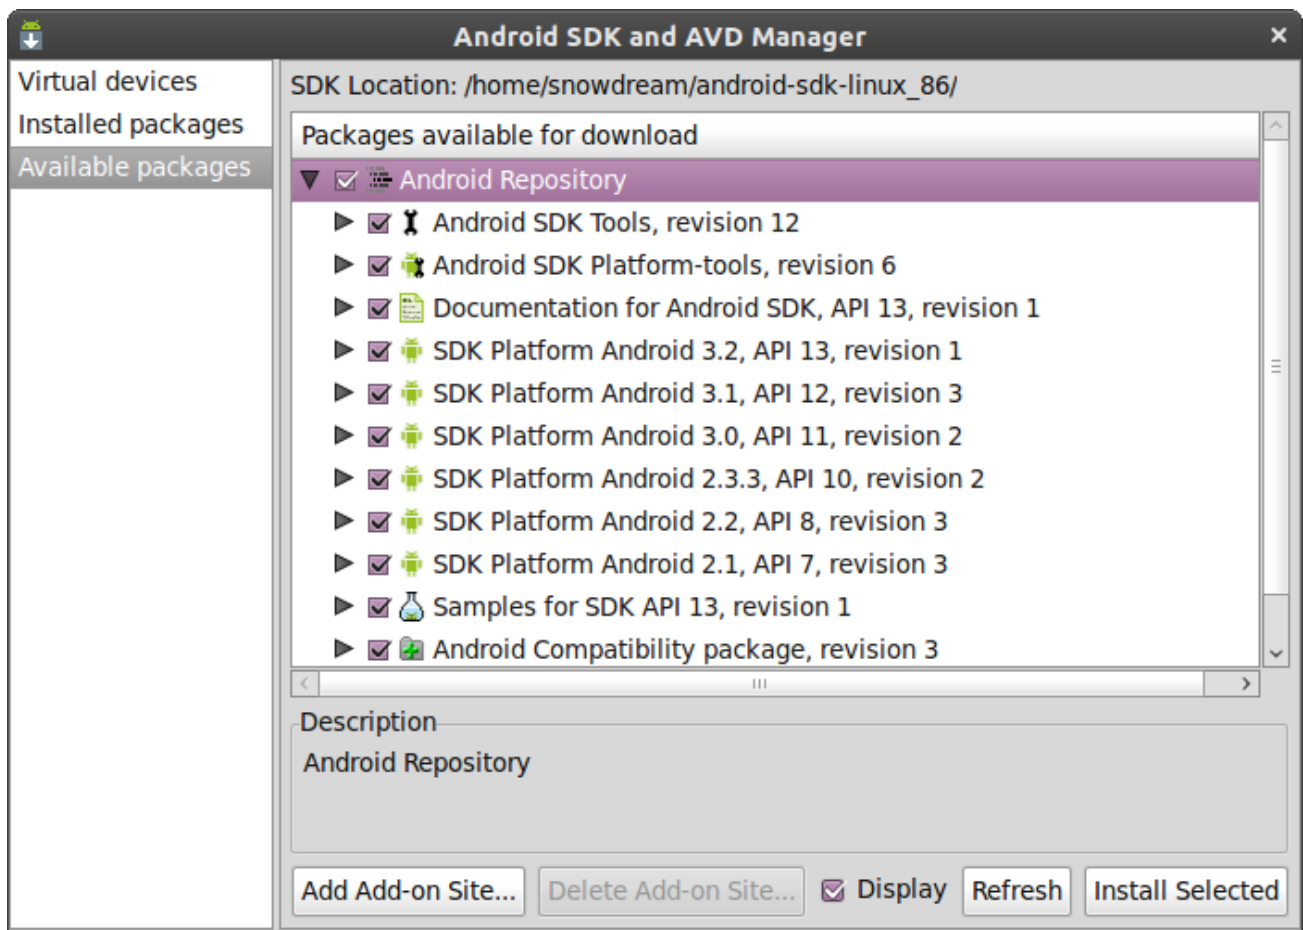 Android SDK and AVD Manager
Virtual devices
Installed packages
Available packages
SDK Location: /home/snowdream/android-sdk-linux_86/
Packages available for download
Android Repository
Android SDK Tools, revision 12
Android SDK Platform-tools, revision 6
Documentation for Android SDK, API 13, revision 1
SDK Platform Android 3.2, API 13, revision 1
SDK Platform Android 3.1, API 12, revision 3
SDK Platform Android 3.0, API 11, revision 2
SDK Platform Android 2.3.3, API 10, revision 2
SDK Platform Android 2.2, API 8, revision 3
SDK Platform Android 2.1, API 7, revision 3
Samples for SDK API 13, revision 1
Android Compatibility package, revision 3
Description
Android Repository
Add Add-on Site... Delete Add-on Site... Display Refresh Install Selected